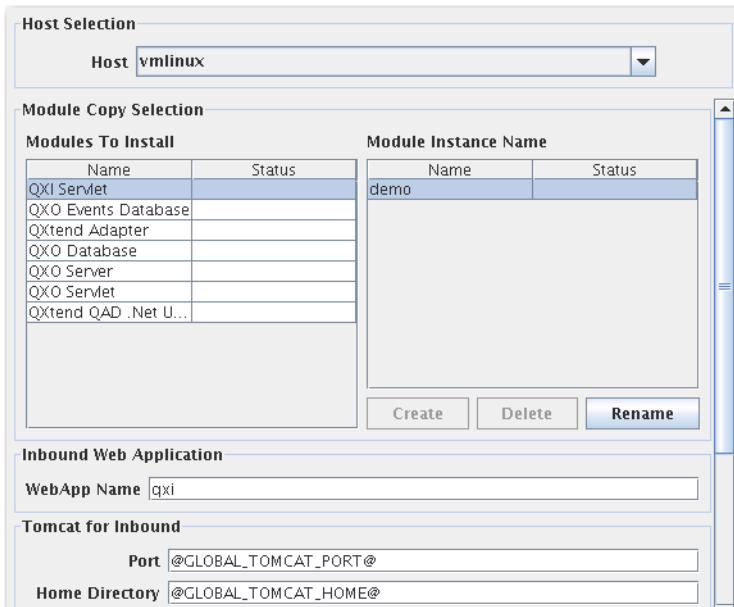 Host Selection
Host vmlinux
Module Copy Selection
Modules To Install Module Instance Name
Name Status Name Status
QXI Servlet demo
QXO Events Database
QXtend Adapter
QXO Database
QXO Server
QXO Servlet
QXtend QAD .Net U...
Create Delete Rename
Inbound Web Application
WebApp Name qxi
Tomcat for Inbound
Port @GLOBAL_TOMCAT_PORT@
Home Directory @GLOBAL_TOMCAT_HOME@